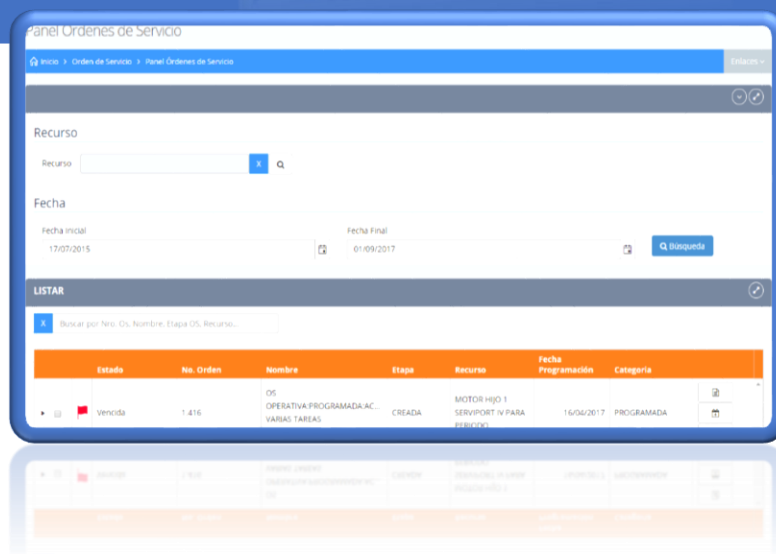 Panel Órdenes de Servicio
Inicio > Orden de Servicio > Panel Órdenes de Servicio
Enlaces
Recurso
Recurso
X
Fecha
Fecha Inicial
Fecha Final
17/07/2015
01/09/2017
Búsqueda
LISTAR
X Buscar por Nro. Os, Nombre, Etapa OS, Recurso...
Estado No. Orden Nombre Etapa Recurso Fecha Programación Categoria
Vencida 1.416 OS OPERATIVA:PROGRAMADA:AC... VARIAS TAREAS CREADA MOTOR HIJO 1 SERVIPORT IV PARA PERIODO 16/04/2017 PROGRAMADA